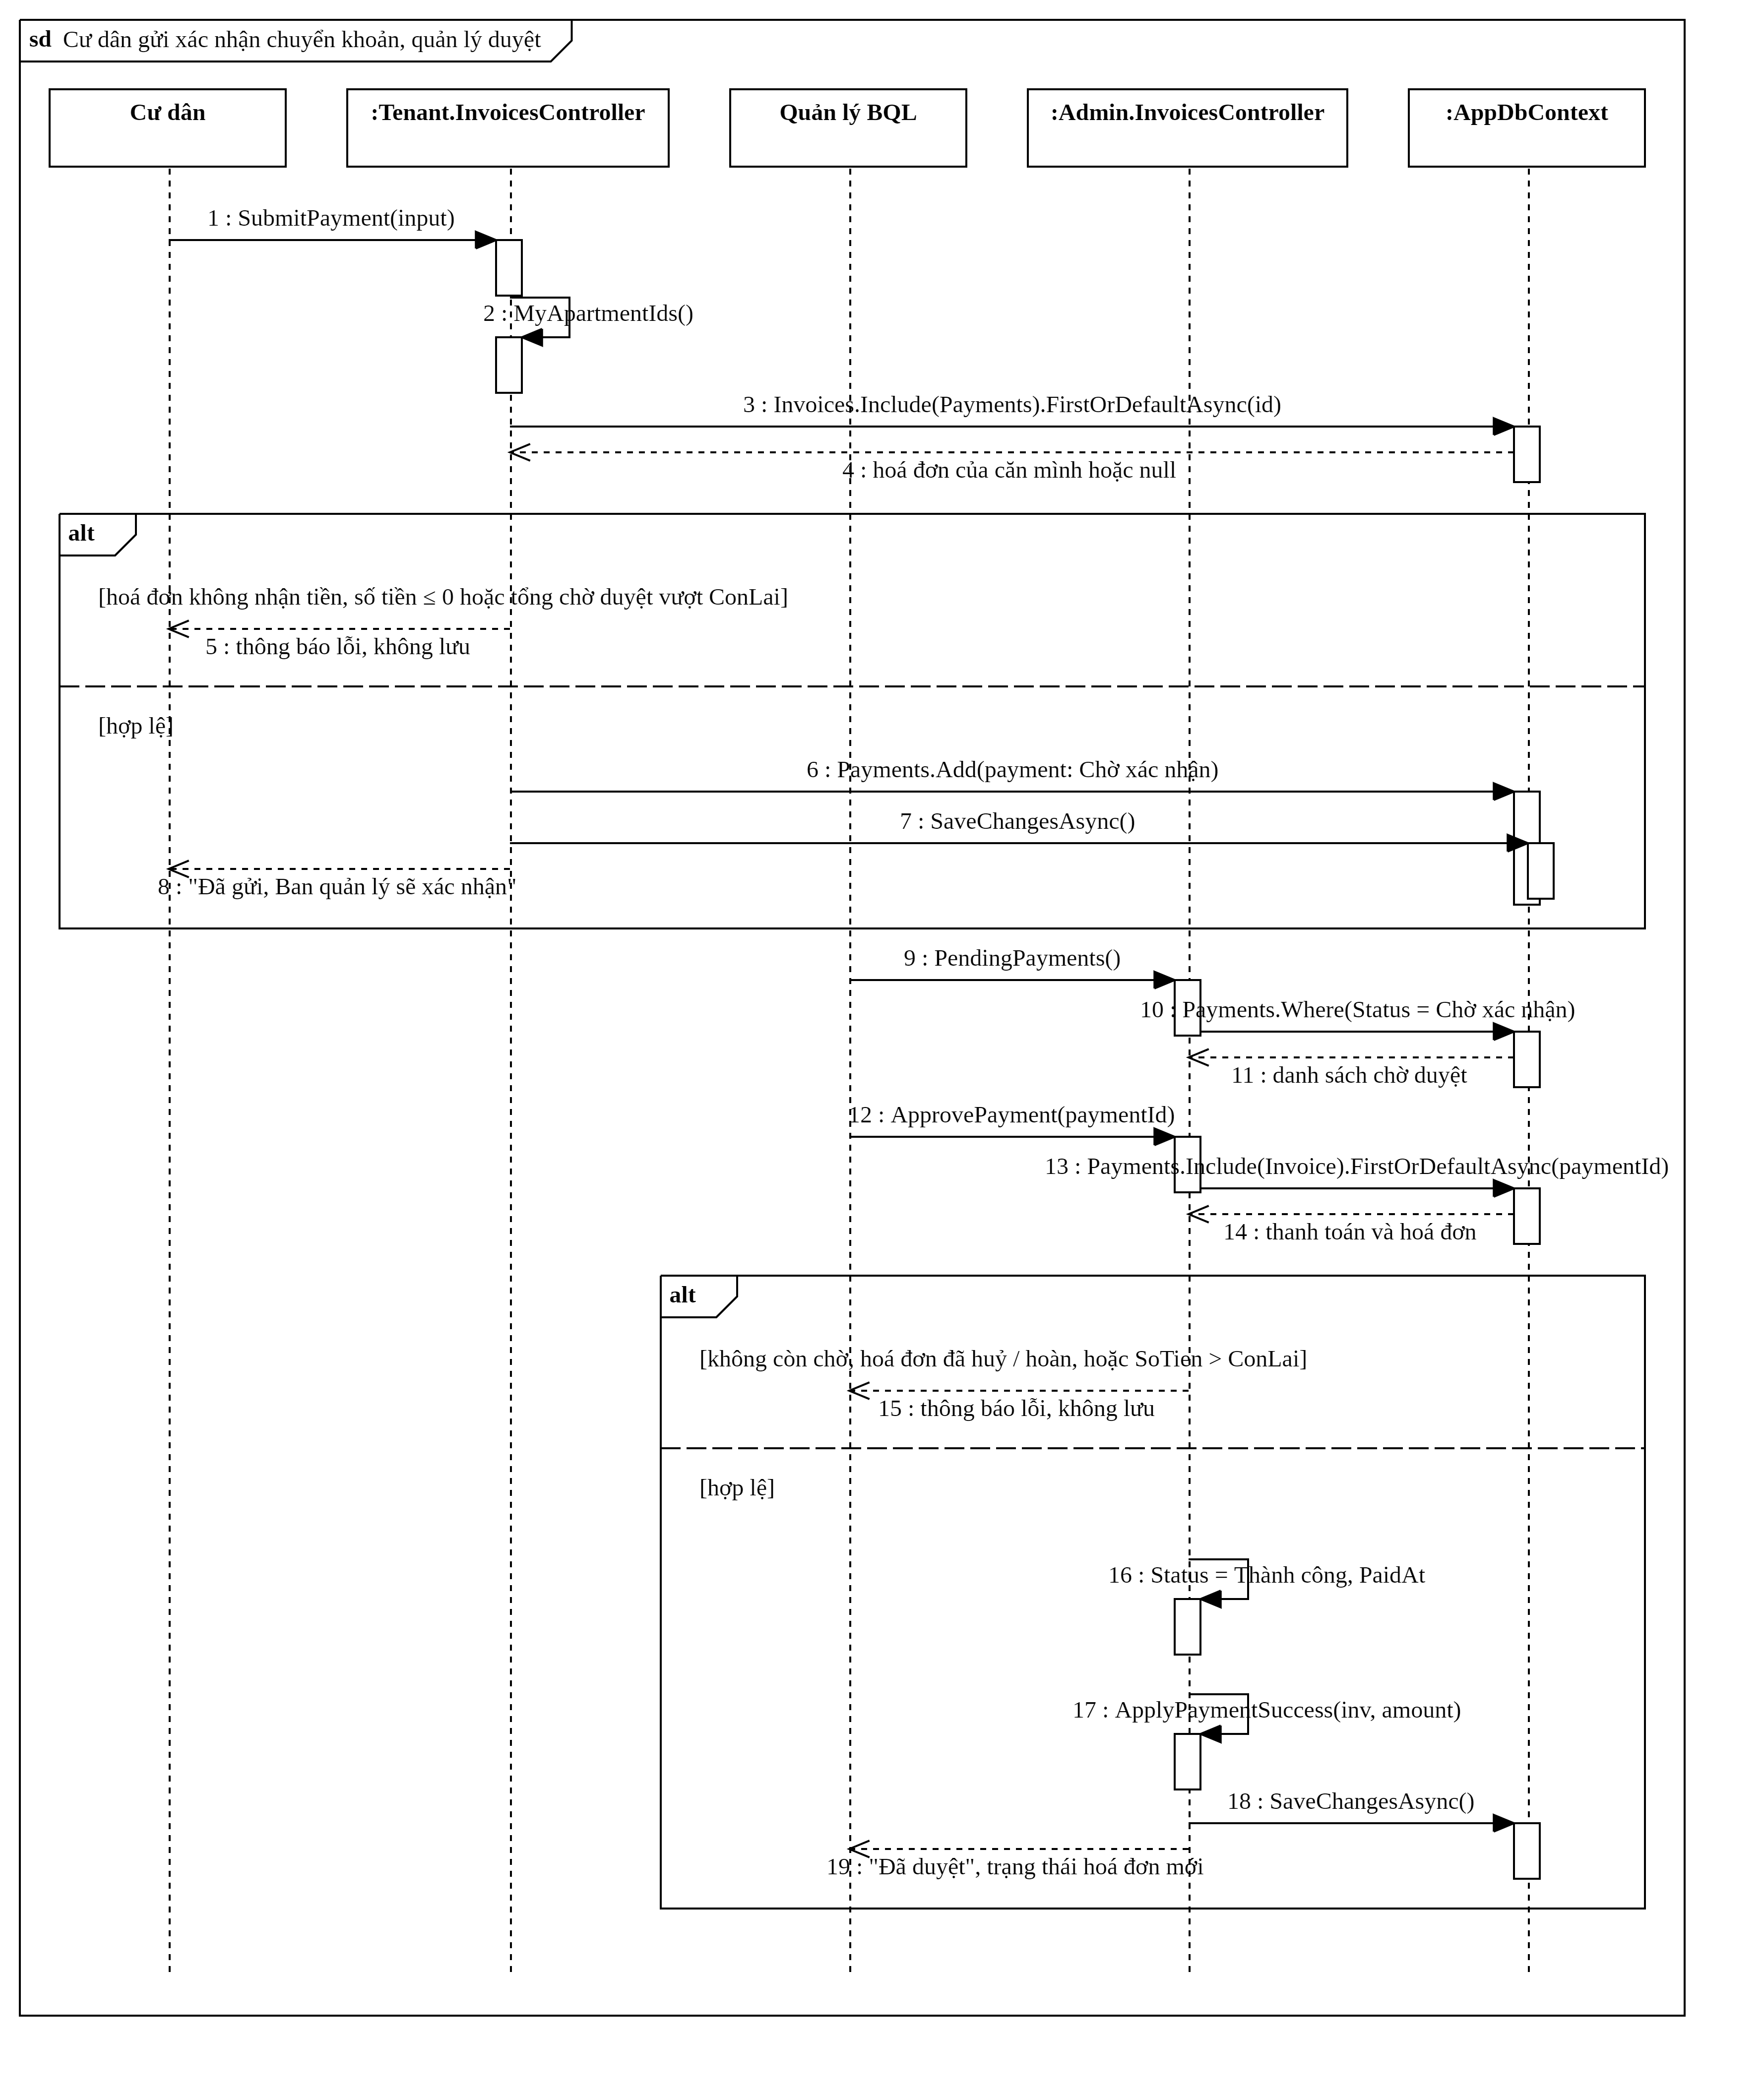 sd Cư dân gửi xác nhận chuyển khoản, quản lý duyệt
Cư dân
:Tenant.InvoicesController
Quản lý BQL
:Admin.InvoicesController
:AppDbContext
1 : SubmitPayment(input)
2 : MyApartmentIds()
3 : Invoices.Include(Payments).FirstOrDefaultAsync(id)
4 : hoá đơn của căn mình hoặc null
alt
[hoá đơn không nhận tiền, số tiền ≤ 0 hoặc tổng chờ duyệt vượt ConLai]
5 : thông báo lỗi, không lưu
[hợp lệ]
6 : Payments.Add(payment: Chờ xác nhận)
7 : SaveChangesAsync()
8 : "Đã gửi, Ban quản lý sẽ xác nhận"
9 : PendingPayments()
10 : Payments.Where(Status = Chờ xác nhận)
11 : danh sách chờ duyệt
12 : ApprovePayment(paymentId)
13 : Payments.Include(Invoice).FirstOrDefaultAsync(paymentId)
14 : thanh toán và hoá đơn
alt
[không còn chờ, hoá đơn đã huỷ / hoàn, hoặc SoTien > ConLai]
15 : thông báo lỗi, không lưu
[hợp lệ]
16 : Status = Thành công, PaidAt
17 : ApplyPaymentSuccess(inv, amount)
18 : SaveChangesAsync()
19 : "Đã duyệt", trạng thái hoá đơn mới